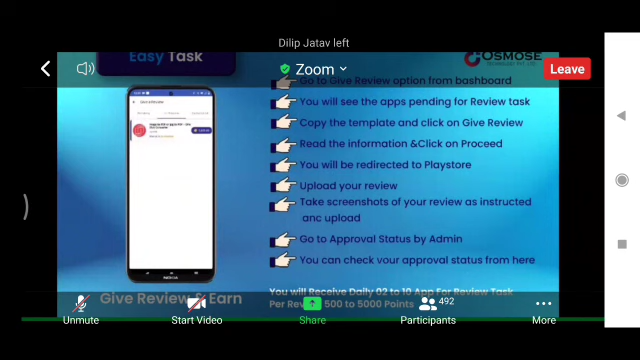 Dilip Jatav left
Easy Task
OSMOSE
TECHNOLOGY PVT. LTD.
Zoom
Leave
Go to Give Review option from bashboard
You will see the apps pending for Review task
Copy the template and click on Give Review
Read the information &Click on Proceed
You will be redirected to Playstore
Upload your review
Take screenshots of your review as instructed
anc upload
Go to Approval Status by Admin
You can check your approval status from here
NOKIA
Give Review & Earn
You will Receive Daily 02 to 10 App For Review Task
Per Rev 500 to 5000 Points
492
Unmute
Start Video
Share
Participants
More